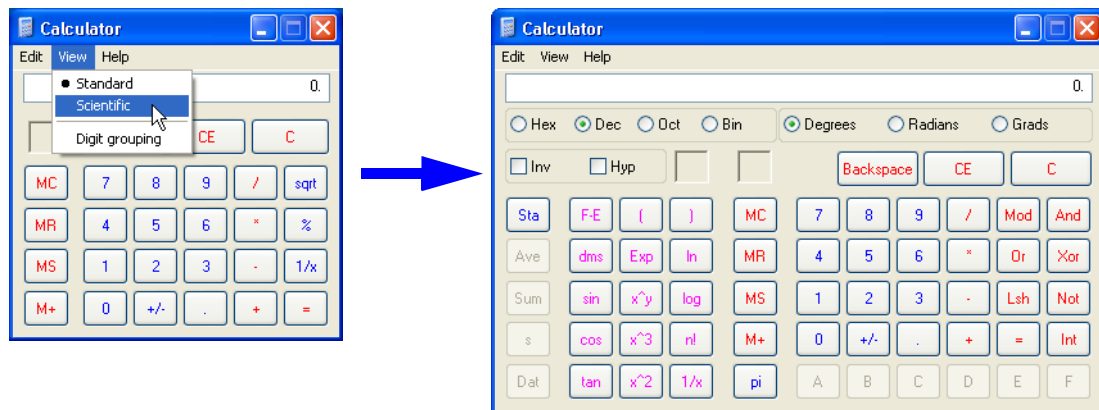 Calculator
Edit View Help
0.
Standard
Scientific
Digit grouping
CE C
MC 7 8 9 / sqrt
MR 4 5 6 * %
MS 1 2 3 - 1/x
M+ 0 +/- . + =
Calculator
Edit View Help
0.
Hex Dec Oct Bin Degrees Radians Grads
Inv Hyp Backspace CE C
Sta F-E ( ) MC 7 8 9 / Mod And
Ave dms Exp ln MR 4 5 6 * Or Xor
Sum sin x^y log MS 1 2 3 - Lsh Not
s cos x^3 n! M+ 0 +/- . + = Int
Dat tan x^2 1/x pi A B C D E F